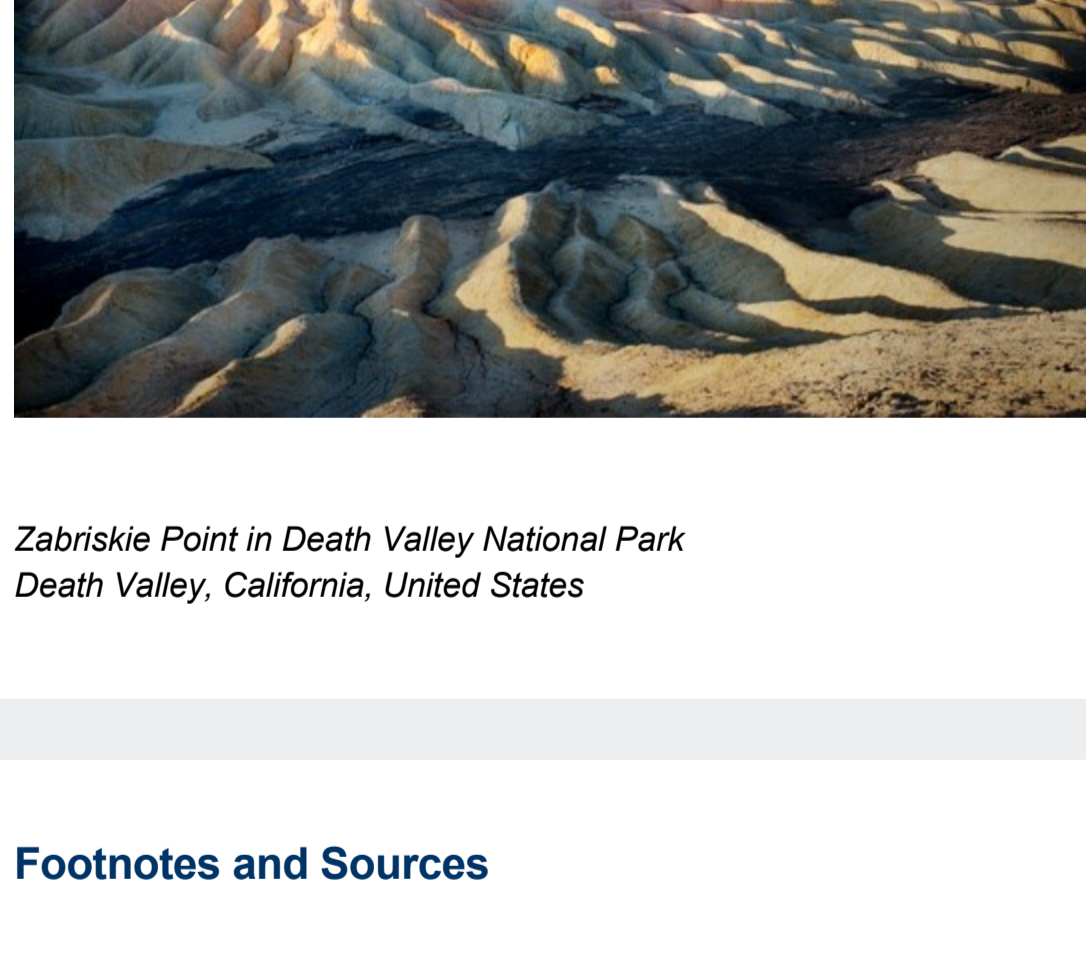 Zabriskie Point in Death Valley National Park
Death Valley, California, United States
Footnotes and Sources